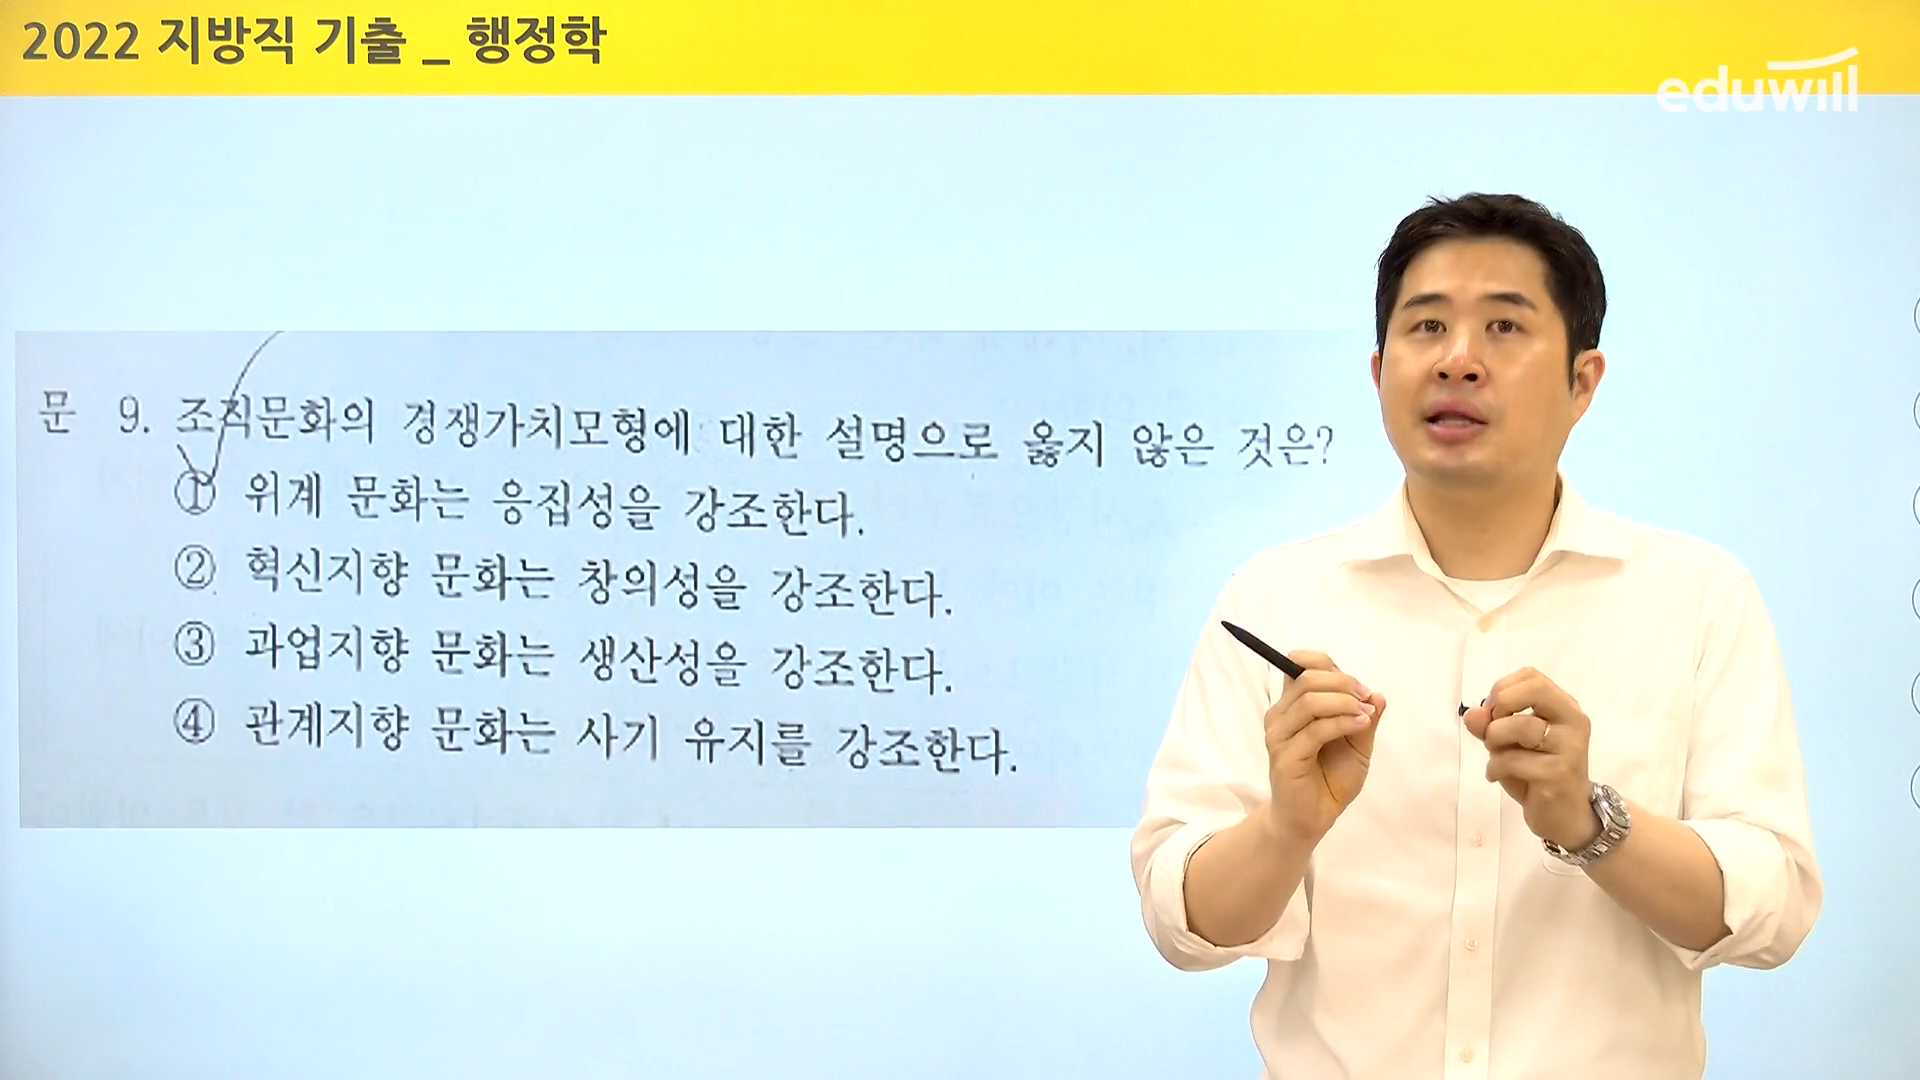 2022 지방직 기출 _ 행정학
eduwill
문 9. 조직문화의 경쟁가치모형에 대한 설명으로 옳지 않은 것은?
① 위계 문화는 응집성을 강조한다.
② 혁신지향 문화는 창의성을 강조한다.
③ 과업지향 문화는 생산성을 강조한다.
④ 관계지향 문화는 사기 유지를 강조한다.